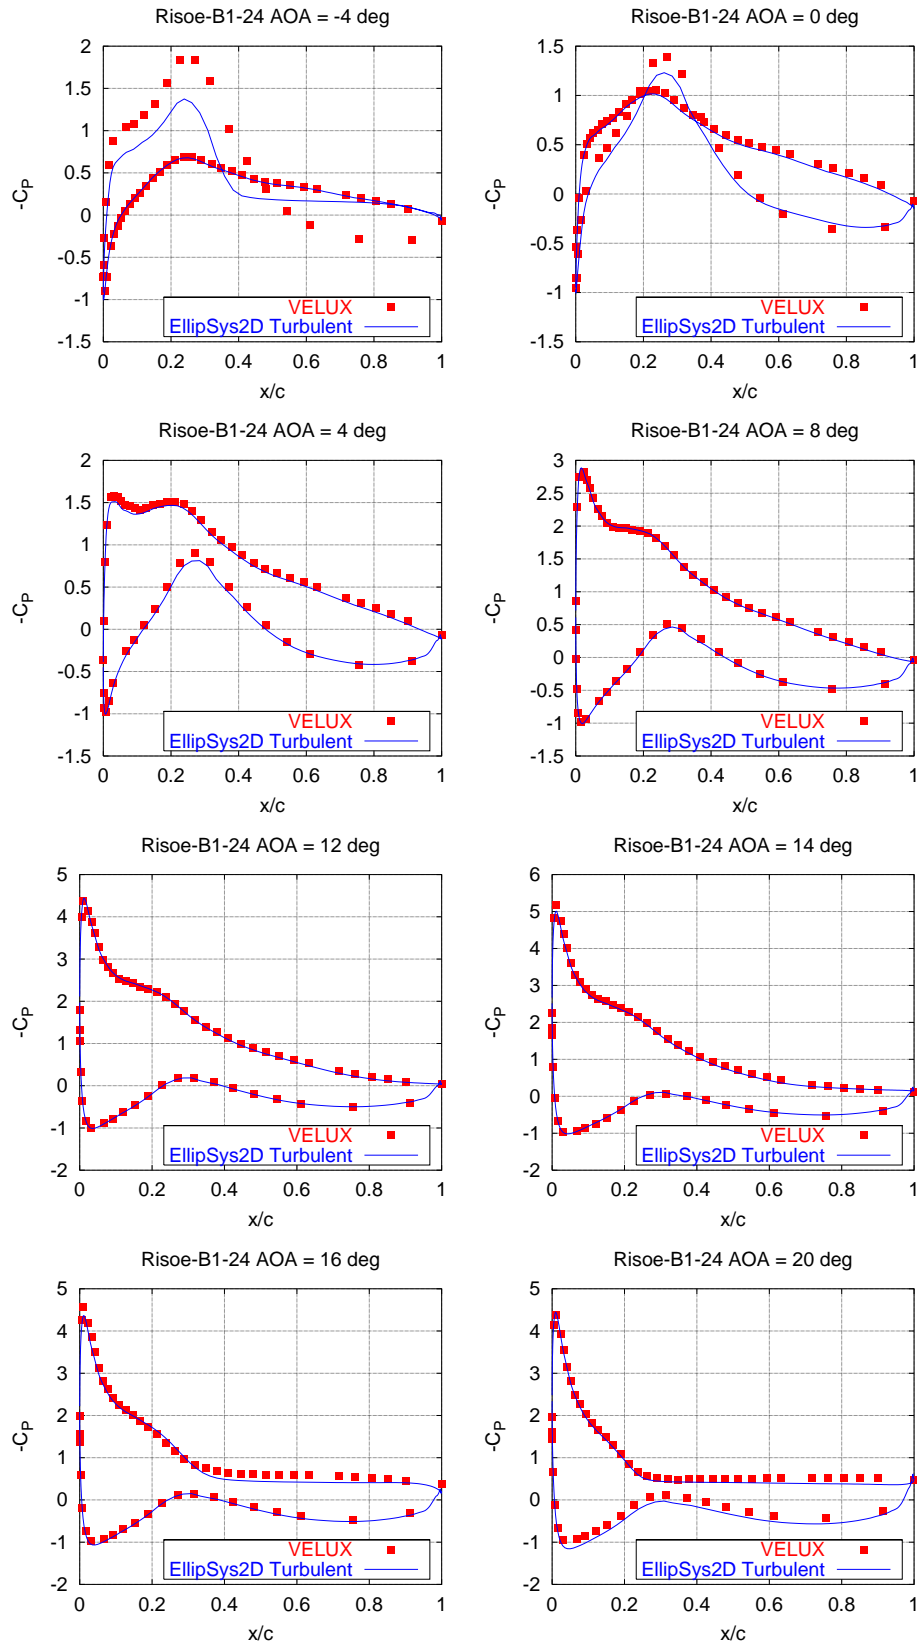 Risoe-B1-24 AOA = -4 deg
2
1.5
1
0.5
0
0.5
-1
1.5
-CP
0 0.2 0.4 0.6 0.8 1
x/c
VELUX
EllipSys2D Turbulent
Risoe-B1-24 AOA = 0 deg
1.5
1
0.5
0
-0.5
-1
-1.5
-CP
0 0.2 0.4 0.6 0.8 1
x/c
VELUX
EllipSys2D Turbulent
Risoe-B1-24 AOA = 4 deg
2
1.5
1
0.5
0
-0.5
-1
-1.5
-CP
0 0.2 0.4 0.6 0.8 1
x/c
VELUX
EllipSys2D Turbulent
Risoe-B1-24 AOA = 8 deg
3
2.5
2
1.5
1
0.5
0
-0.5
-1
-1.5
-CP
0 0.2 0.4 0.6 0.8 1
x/c
VELUX
EllipSys2D Turbulent
Risoe-B1-24 AOA = 12 deg
5
4
3
2
1
0
-1
-2
-CP
0 0.2 0.4 0.6 0.8 1
x/c
VELUX
EllipSys2D Turbulent
Risoe-B1-24 AOA = 14 deg
6
5
4
3
2
1
0
-1
-2
-CP
0 0.2 0.4 0.6 0.8 1
x/c
VELUX
EllipSys2D Turbulent
Risoe-B1-24 AOA = 16 deg
5
4
3
2
1
0
-1
-2
-CP
0 0.2 0.4 0.6 0.8 1
x/c
VELUX
EllipSys2D Turbulent
Risoe-B1-24 AOA = 20 deg
5
4
3
2
1
0
-1
-2
-CP
0 0.2 0.4 0.6 0.8 1
x/c
VELUX
EllipSys2D Turbulent